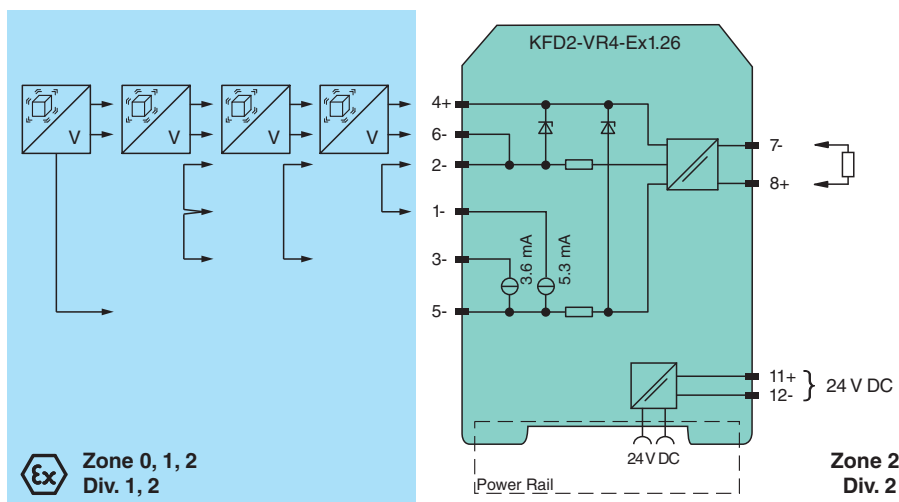 KFD2-VR4-Ex1.26
V
V
V
V
4+
6-
2-
1-
3-
5-
3.6 mA
5.3 mA
7-
8+
11+
12-
24 V DC
24 V DC
Power Rail
Ex
Zone 0, 1, 2
Div. 1, 2
Zone 2
Div. 2